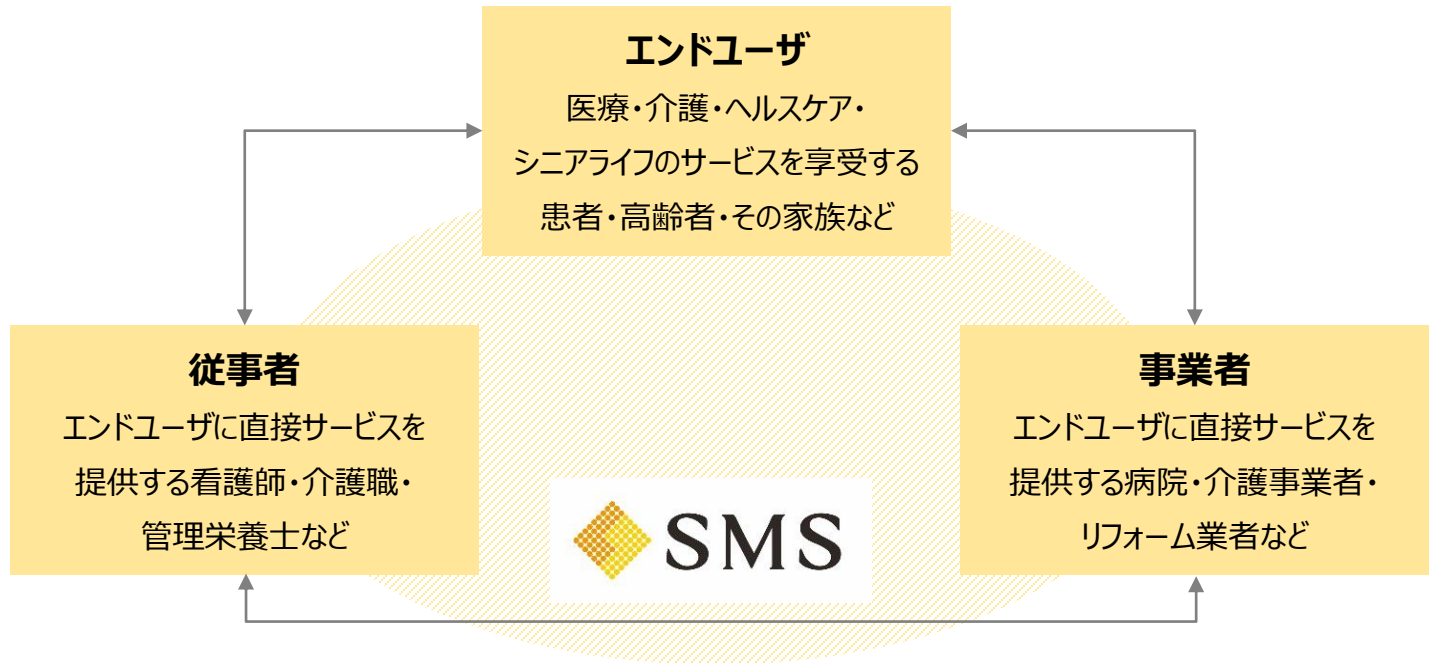 エンドユーザ
医療・介護・ヘルスケア・
シニアライフのサービスを享受する
患者・高齢者・その家族など
従事者
エンドユーザに直接サービスを
提供する看護師・介護職・
管理栄養士など
事業者
エンドユーザに直接サービスを
提供する病院・介護事業者・
リフォーム業者など
SMS